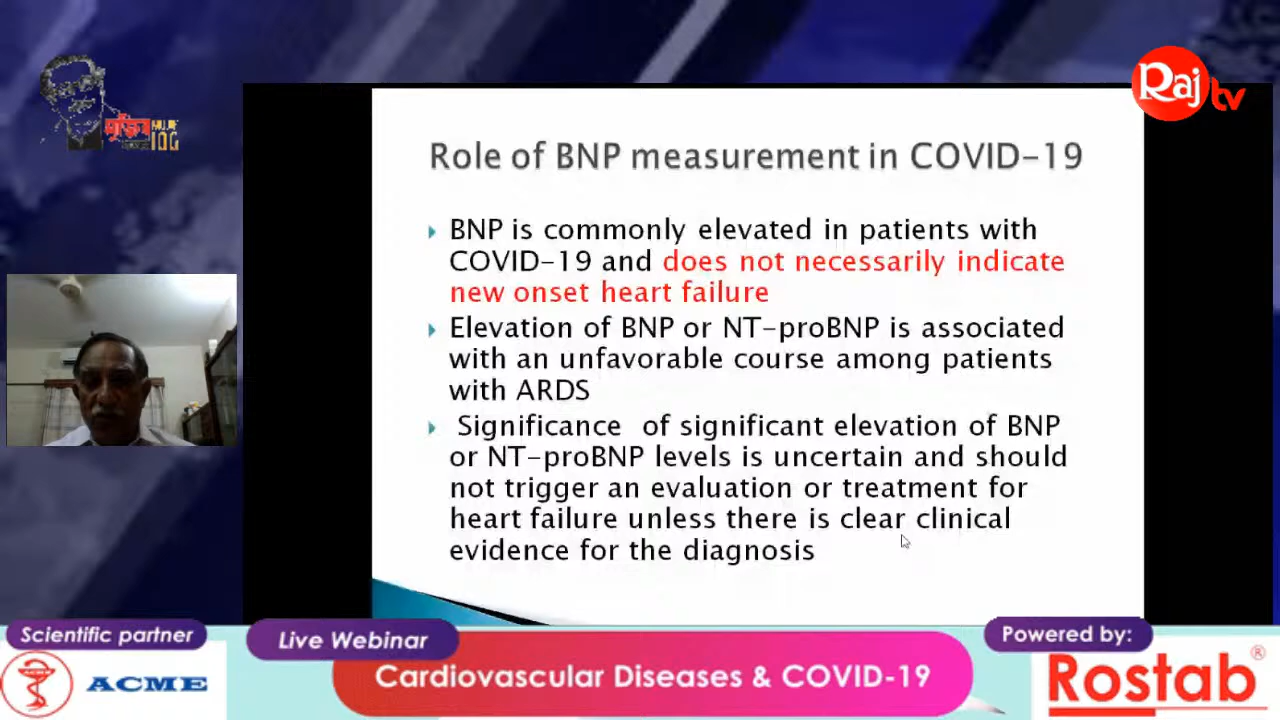 মুজিব
MUJIB
100
Raj tv
Role of BNP measurement in COVID-19
BNP is commonly elevated in patients with
COVID-19 and does not necessarily indicate
new onset heart failure
Elevation of BNP or NT-proBNP is associated
with an unfavorable course among patients
with ARDS
Significance of significant elevation of BNP
or NT-proBNP levels is uncertain and should
not trigger an evaluation or treatment for
heart failure unless there is clear clinical
evidence for the diagnosis
Scientific partner
ACME
Live Webinar
Cardiovascular Diseases & COVID-19
Powered by:
Rostab®